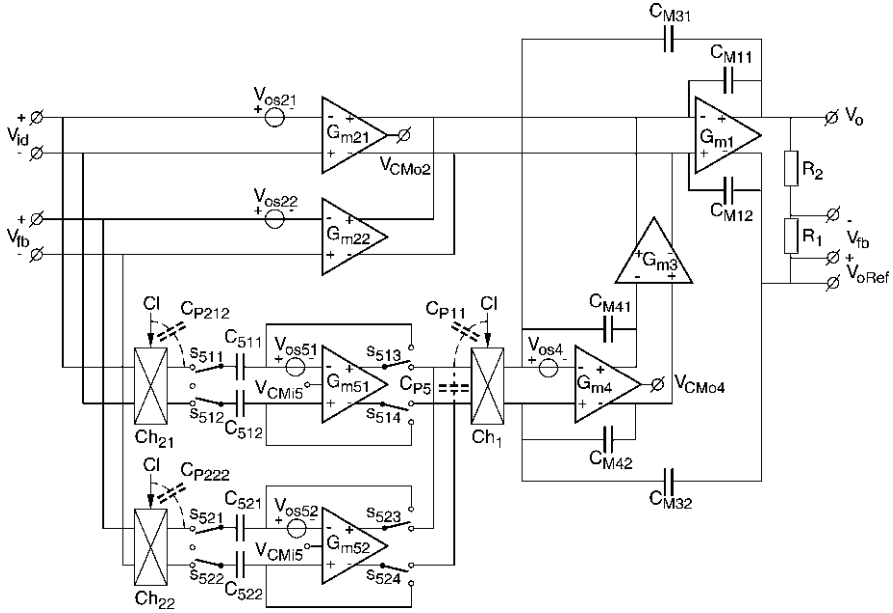 C_M31
C_M11
V_os21
+ -
+
V_id
-
- +
G_m21
+ -
V_CMo2
- +
G_m1
+ -
V_o
R_2
C_M12
V_os22
+ -
+
V_fb
-
- +
G_m22
+ -
-
R_1
V_fb
+
V_oRef
+ -
G_m3
- +
Cl
C_P212
C_511
C_P11
Cl
C_M41
s_511
V_os51
+ -
s_513
V_os4
+ -
V_CMi5
- +
G_m51
+ -
C_P5
- +
G_m4
+ -
V_CMo4
s_512
s_514
C_512
Ch_21
Ch_1
C_M42
C_M32
Cl
C_P222
C_521
s_521
V_os52
+ -
s_523
V_CMi5
- +
G_m52
+ -
s_522
s_524
C_522
Ch_22